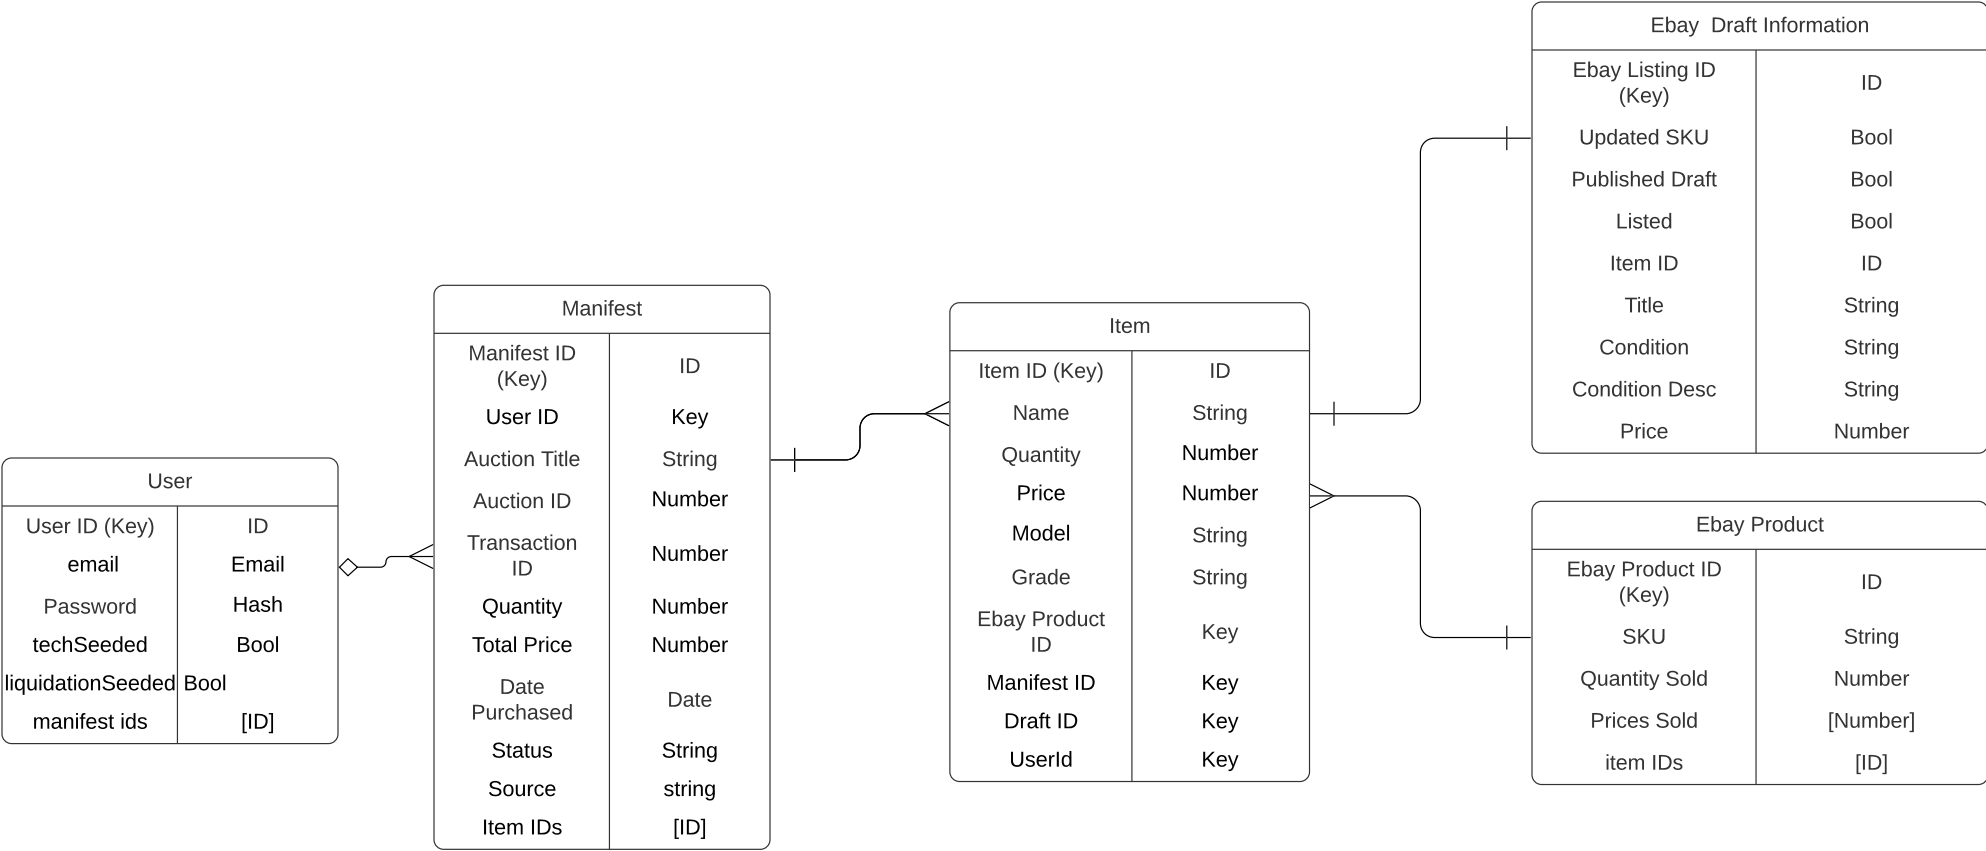 User
User ID (Key) ID
email Email
Password Hash
techSeeded Bool
liquidationSeeded Bool
manifest ids [ID]
Manifest
Manifest ID
(Key) ID
User ID Key
Auction Title String
Auction ID Number
Transaction
ID Number
Quantity Number
Total Price Number
Date
Purchased Date
Status String
Source string
Item IDs [ID]
Item
Item ID (Key) ID
Name String
Quantity Number
Price Number
Model String
Grade String
Ebay Product
ID Key
Manifest ID Key
Draft ID Key
UserId Key
Ebay Draft Information
Ebay Listing ID
(Key) ID
Updated SKU Bool
Published Draft Bool
Listed Bool
Item ID ID
Title String
Condition String
Condition Desc String
Price Number
Ebay Product
Ebay Product ID
(Key) ID
SKU String
Quantity Sold Number
Prices Sold [Number]
item IDs [ID]